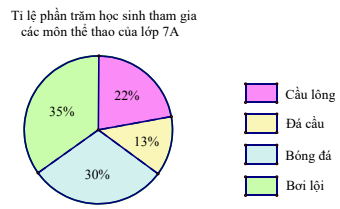 Tỉ lệ phần trăm học sinh tham gia
các môn thể thao của lớp 7A
22%
35%
13%
30%
Cầu lông
Đá cầu
Bóng đá
Bơi lội